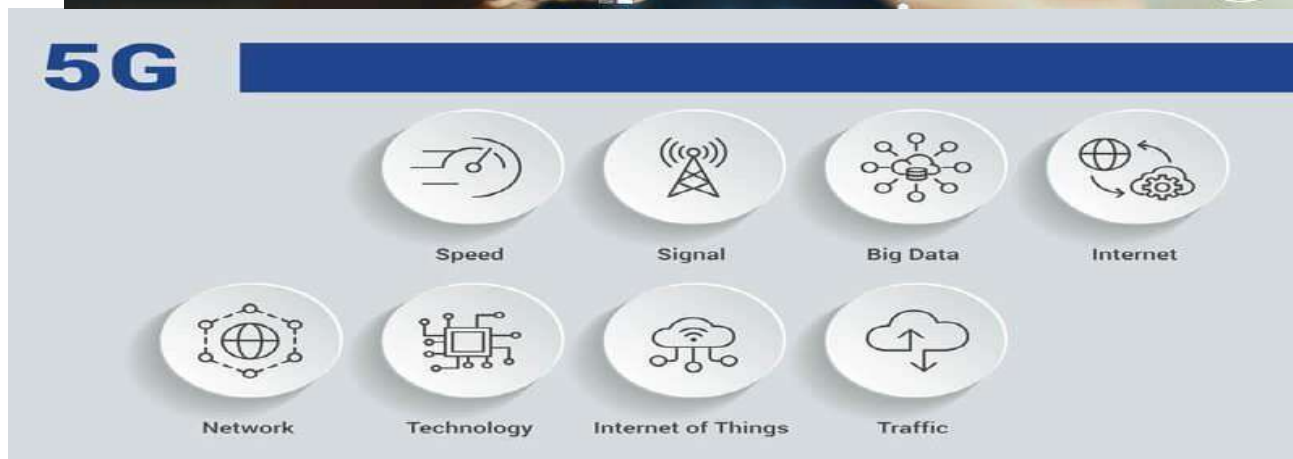 5G
Speed
Signal
Big Data
Internet
Network
Technology
Internet of Things
Traffic